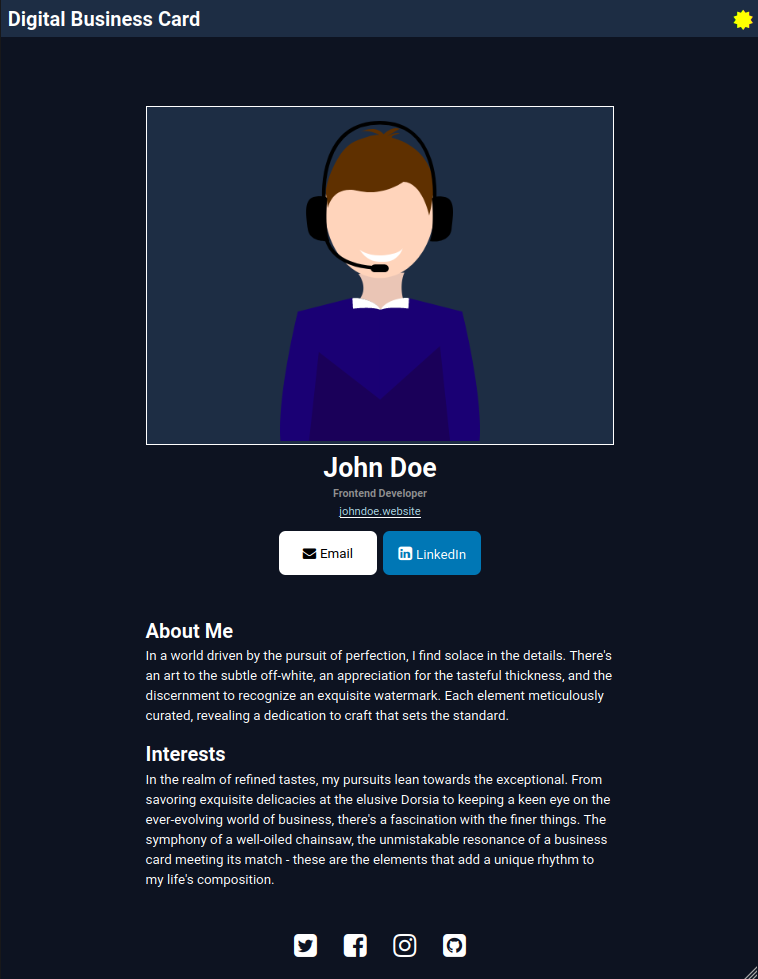 Digital Business Card
John Doe
Frontend Developer
johndoe.website
Email
LinkedIn
About Me
In a world driven by the pursuit of perfection, I find solace in the details. There's
an art to the subtle off-white, an appreciation for the tasteful thickness, and the
discernment to recognize an exquisite watermark. Each element meticulously
curated, revealing a dedication to craft that sets the standard.
Interests
In the realm of refined tastes, my pursuits lean towards the exceptional. From
savoring exquisite delicacies at the elusive Dorsia to keeping a keen eye on the
ever-evolving world of business, there's a fascination with the finer things. The
symphony of a well-oiled chainsaw, the unmistakable resonance of a business
card meeting its match - these are the elements that add a unique rhythm to
my life's composition.